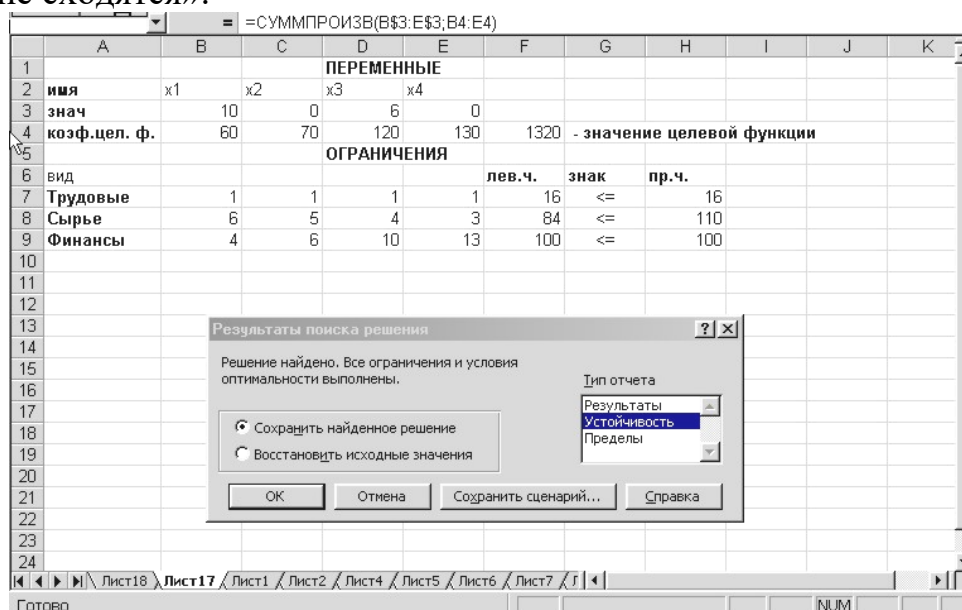 не сходятся».
= =СУММПРОИЗВ(B$3:E$3;B4:E4)
A B C D E F G H I J K
1 ПЕРЕМЕННЫЕ
2 имя x1 x2 x3 x4
3 знач 10 0 6 0
4 коэф.цел. ф. 60 70 120 130 1320 - значение целевой функции
5 ОГРАНИЧЕНИЯ
6 вид лев.ч. знак пр.ч.
7 Трудовые 1 1 1 1 16 <= 16
8 Сырье 6 5 4 3 84 <= 110
9 Финансы 4 6 10 13 100 <= 100
10
11
12
13
14
15
16
17
18
19
20
21
22
23
24
Результаты поиска решения
Решение найдено. Все ограничения и условия
оптимальности выполнены.
Тип отчета
Результаты
Устойчивость
Пределы
Сохранить найденное решение
Восстановить исходные значения
ОК Отмена Сохранить сценарий... Справка
Лист18 Лист17 Лист1 Лист2 Лист4 Лист5 Лист6 Лист7
Готово NUM